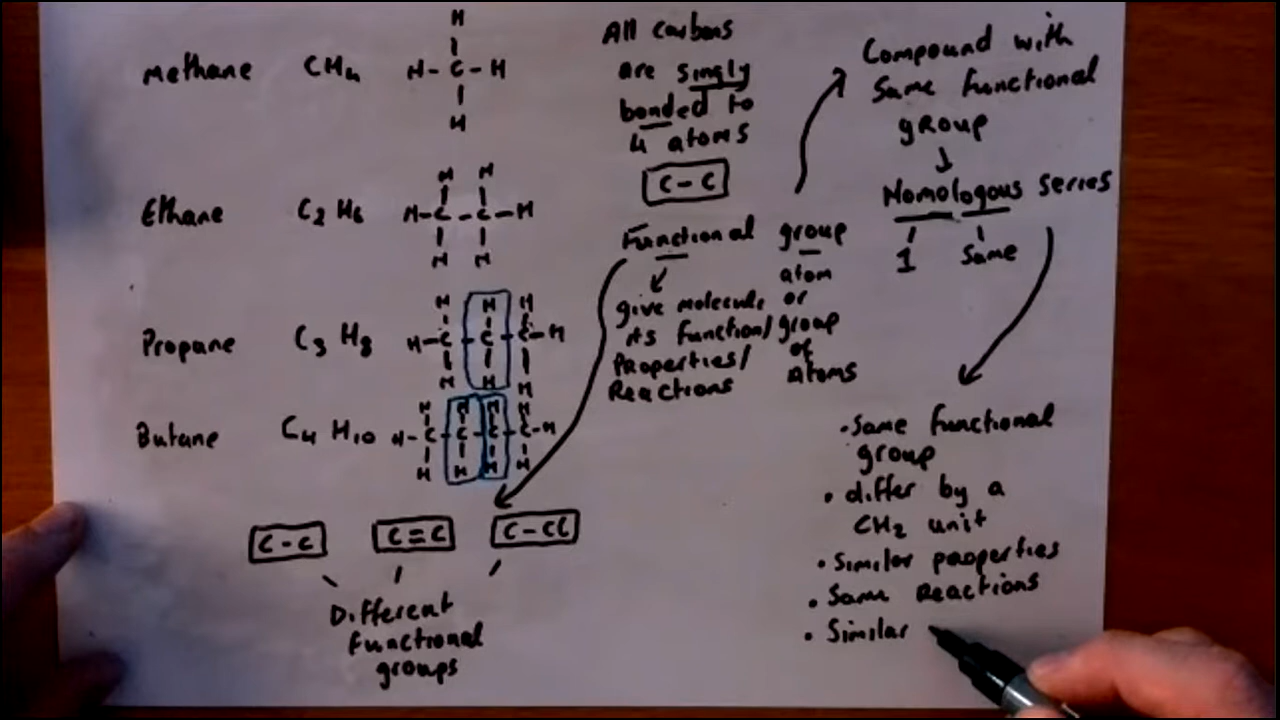 Methane CH4
H
H-C-H
H
Ethane C2H6
H H
H-C-C-H
H H
Propane C3H8
H H H
H-C-C-C-H
H H H
Butane C4H10
H H H H
H-C-C-C-C-H
H H H H
C-C C=C C-Cl
Different
functional
groups
All carbons
are singly
bonded to
4 atoms
C-C
Functional group
give molecule
its function/
Properties/
Reactions
atom
or
group
of
atoms
Compound with
Same functional
group
Homologous series
1 Same
• Same functional
group
• differ by a
CH2 unit
• Similar properties
• Same Reactions
• Similar